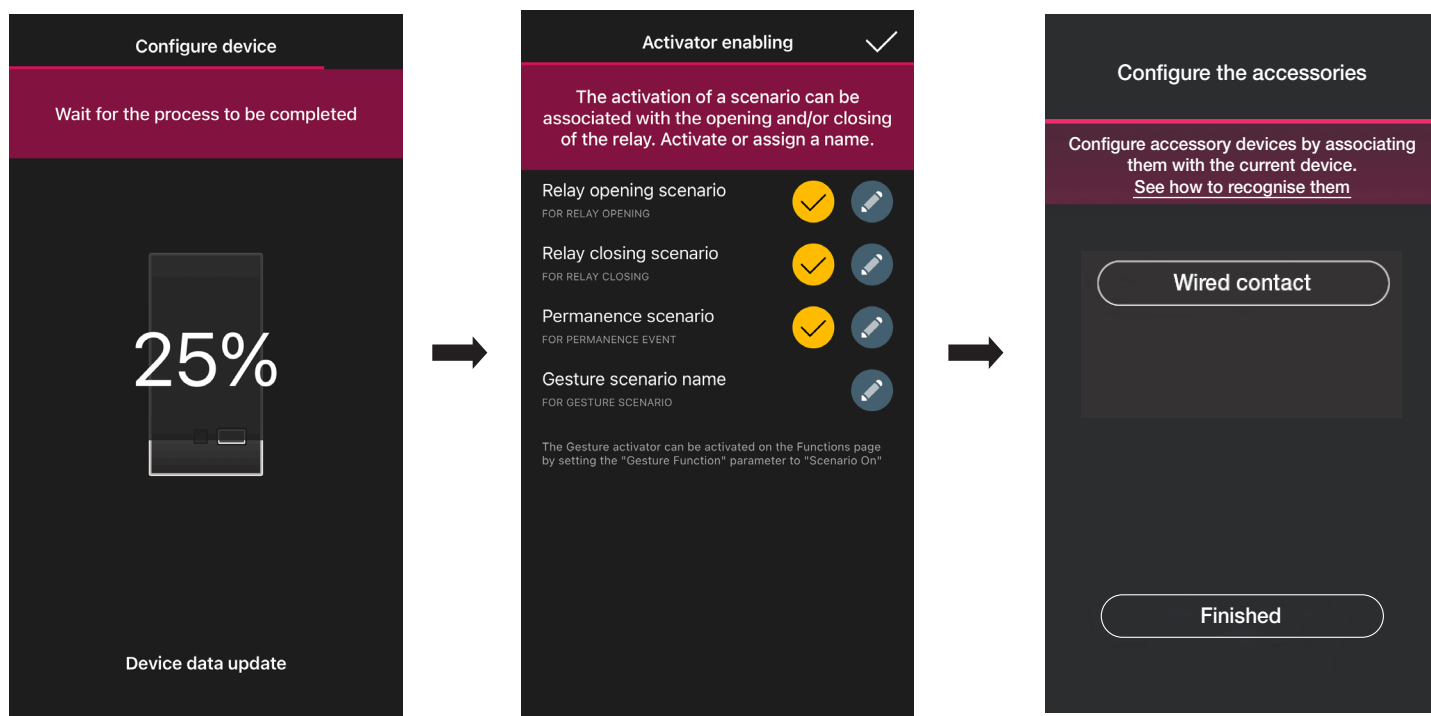 Configure device
Wait for the process to be completed
25%
Device data update
Activator enabling
The activation of a scenario can be
associated with the opening and/or closing
of the relay. Activate or assign a name.
Relay opening scenario
FOR RELAY OPENING
Relay closing scenario
FOR RELAY CLOSING
Permanence scenario
FOR PERMANENCE EVENT
Gesture scenario name
FOR GESTURE SCENARIO
The Gesture activator can be activated on the Functions page
by setting the "Gesture Function" parameter to "Scenario On"
Configure the accessories
Configure accessory devices by associating
them with the current device.
See how to recognise them
Wired contact
Finished